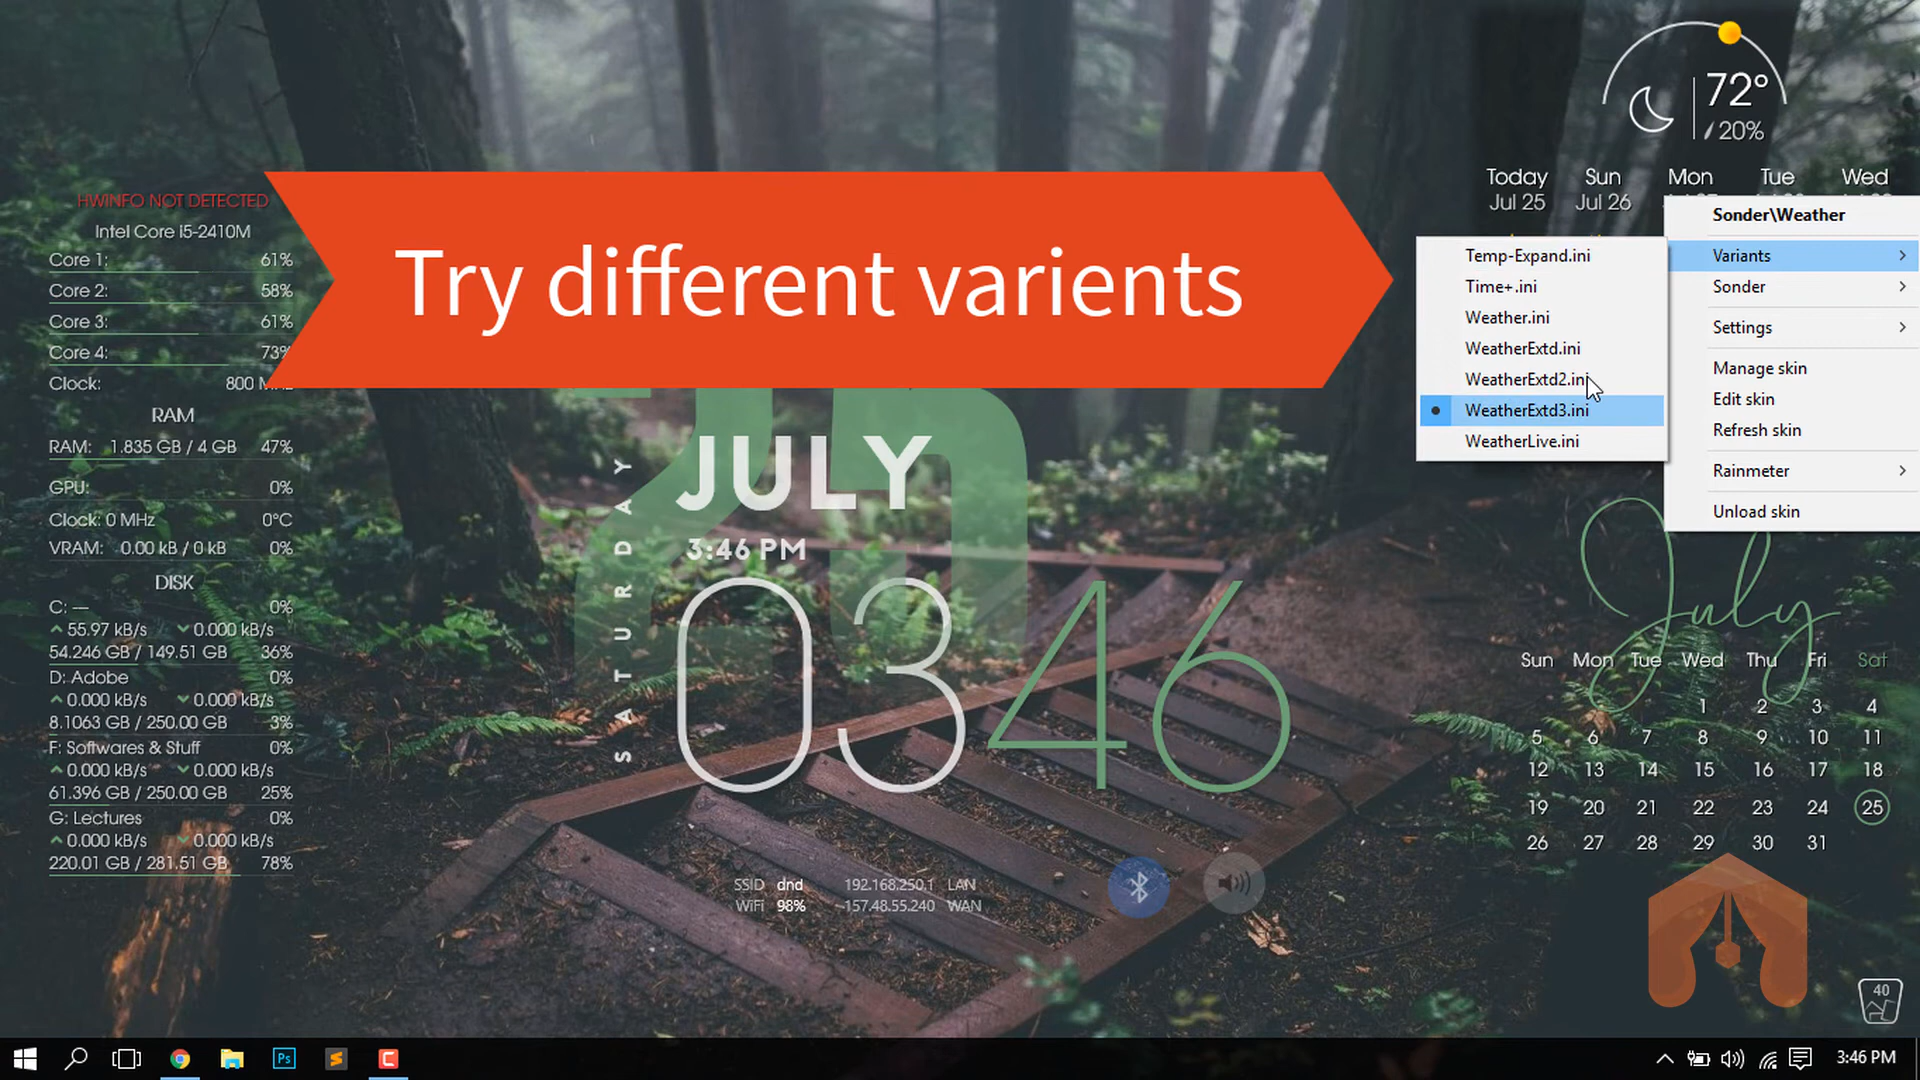 72°
20%
Today Sun Mon Tue Wed
Jul 25 Jul 26
HWINFO NOT DETECTED
Intel Core i5-2410M
Core 1: 61%
Core 2: 58%
Core 3: 61%
Core 4: 73%
Clock: 800
RAM
RAM: 1.835 GB / 4 GB 47%
GPU: 0%
Clock: 0 MHz 0°C
VRAM: 0.00 kB / 0 kB 0%
DISK
C: — 0%
55.97 kB/s 0.000 kB/s
54.246 GB / 149.51 GB 36%
D: Adobe 0%
0.000 kB/s 0.000 kB/s
8.1063 GB / 250.00 GB 3%
F: Softwares & Stuff 0%
0.000 kB/s 0.000 kB/s
61.396 GB / 250.00 GB 25%
G: Lectures 0%
0.000 kB/s 0.000 kB/s
220.01 GB / 281.51 GB 78%
Try different varients
Temp-Expand.ini
Time+.ini
Weather.ini
WeatherExtd.ini
WeatherExtd2.ini
WeatherExtd3.ini
WeatherLive.ini
Sonder\Weather
Variants
Sonder
Settings
Manage skin
Edit skin
Refresh skin
Rainmeter
Unload skin
SATURDAY
JULY
3:46 PM
03 46
July
Sun Mon Tue Wed Thu Fri Sat
1 2 3 4
5 6 7 8 9 10 11
12 13 14 15 16 17 18
19 20 21 22 23 24 25
26 27 28 29 30 31
SSID dnd 192.168.250.1 LAN
WiFi 98% ~157.48.55.240 WAN
40
Ps
3:46 PM